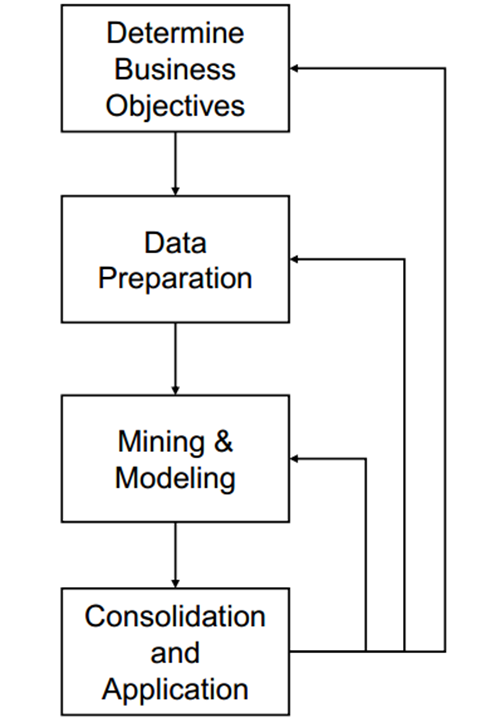 Determine
Business
Objectives
Data
Preparation
Mining &
Modeling
Consolidation
and
Application